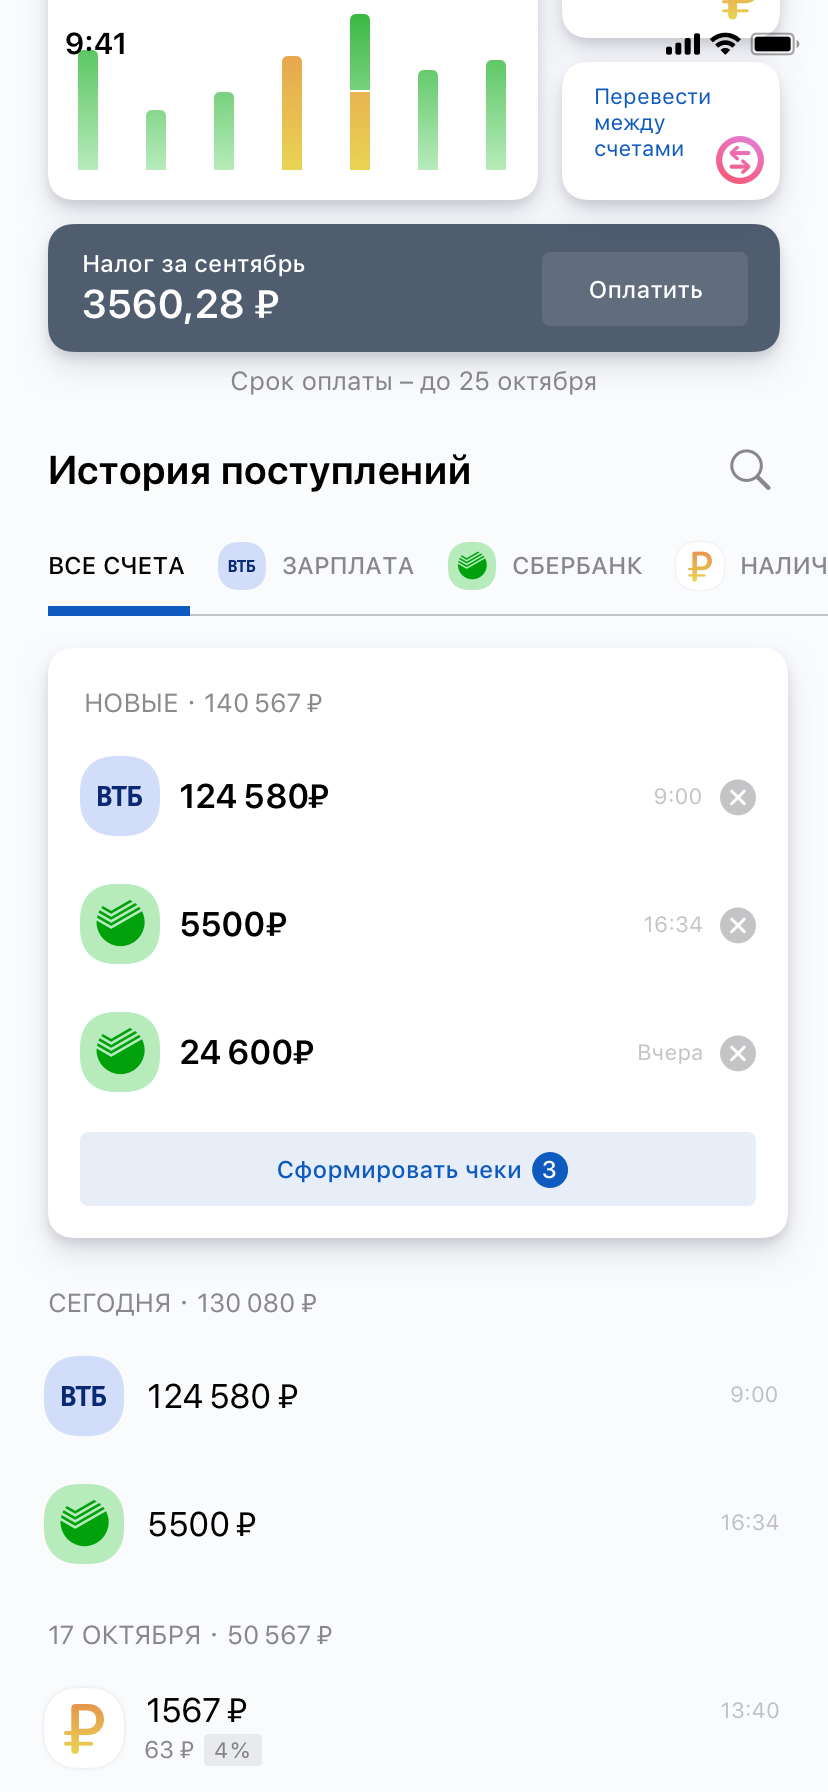 9:41
Перевести
между
счетами
Налог за сентябрь
3560,28 ₽
Оплатить
Срок оплаты – до 25 октября
История поступлений
ВСЕ СЧЕТА ВТБ ЗАРПЛАТА СБЕРБАНК ₽ НАЛИЧ
НОВЫЕ · 140 567 ₽
ВТБ 124 580₽ 9:00
5500₽ 16:34
24 600₽ Вчера
Сформировать чеки 3
СЕГОДНЯ · 130 080 ₽
ВТБ 124 580 ₽ 9:00
5500 ₽ 16:34
17 ОКТЯБРЯ · 50 567 ₽
₽ 1567 ₽ 13:40
63 ₽ 4%